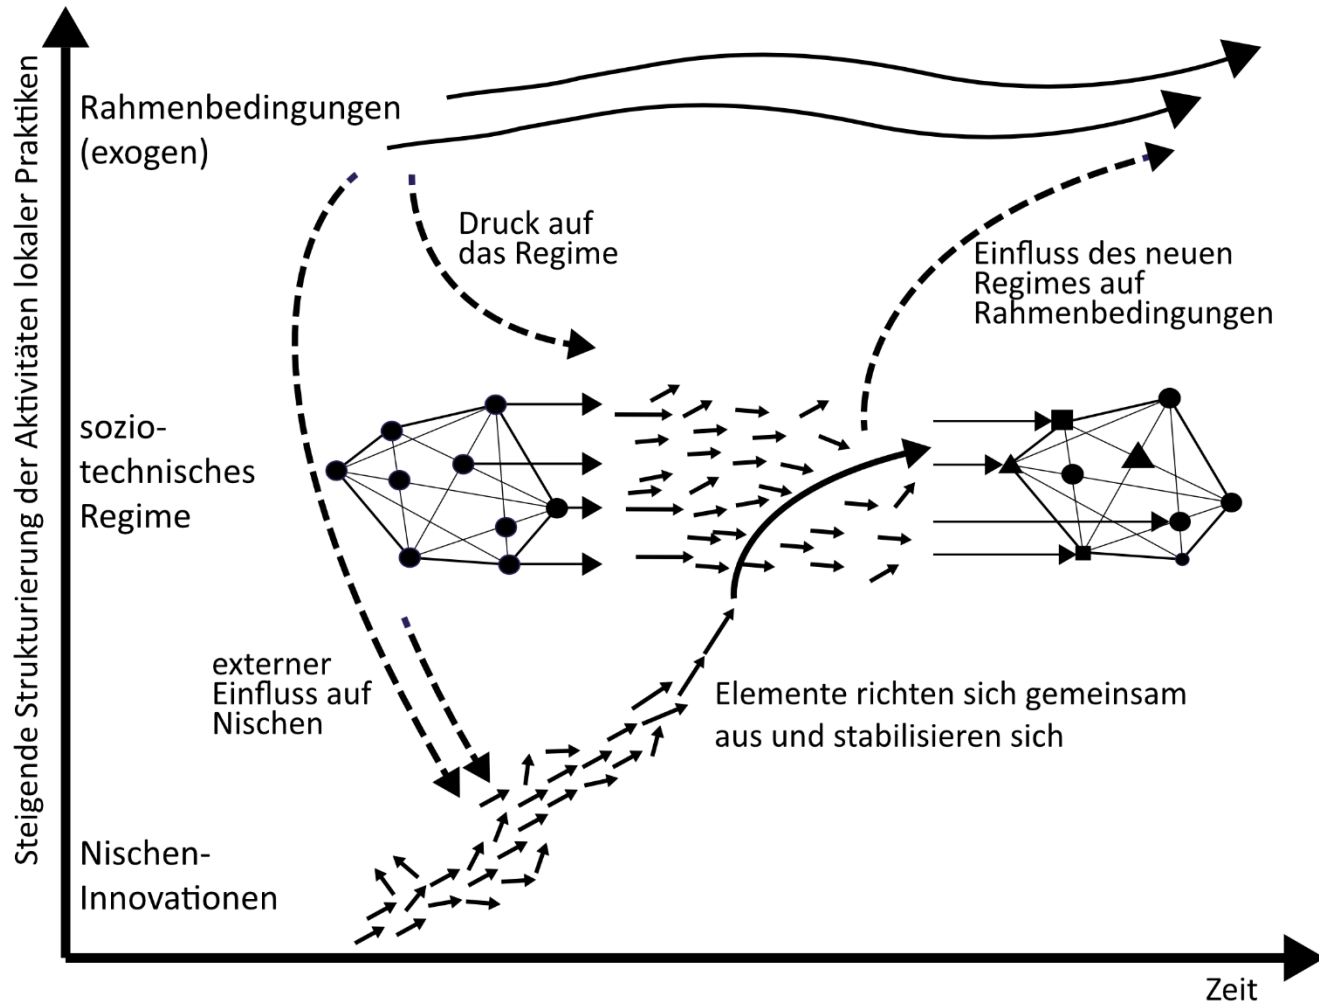 Steigende Strukturierung der Aktivitäten lokaler Praktiken
Rahmenbedingungen
(exogen)
Druck auf
das Regime
Einfluss des neuen
Regimes auf
Rahmenbedingungen
sozio-
technisches
Regime
externer
Einfluss auf
Nischen
Elemente richten sich gemeinsam
aus und stabilisieren sich
Nischen-
Innovationen
Zeit